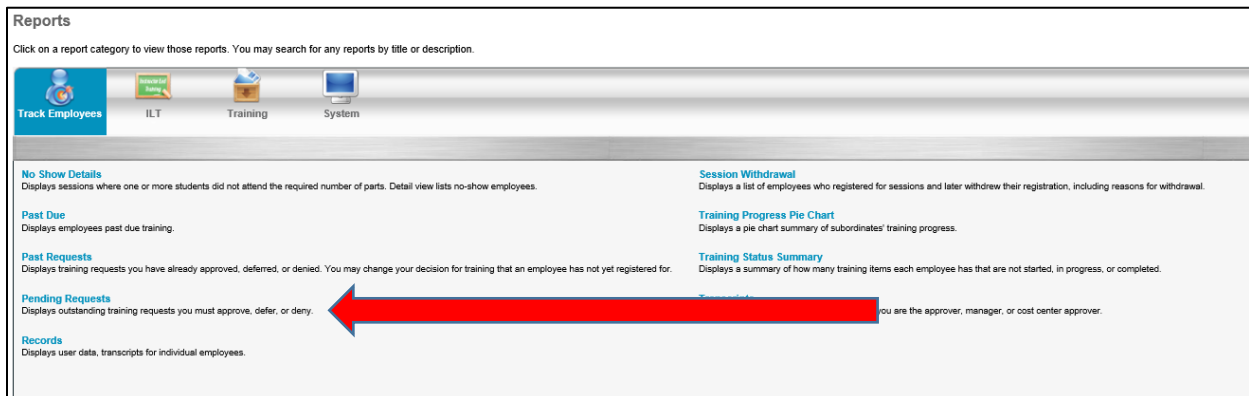 Reports
Click on a report category to view those reports. You may search for any reports by title or description.
Track Employees
ILT
Training
System
No Show Details
Displays sessions where one or more students did not attend the required number of parts. Detail view lists no-show employees.
Past Due
Displays employees past due training.
Past Requests
Displays training requests you have already approved, deferred, or denied. You may change your decision for training that an employee has not yet registered for.
Pending Requests
Displays outstanding training requests you must approve, defer, or deny.
Records
Displays user data, transcripts for individual employees.
Session Withdrawal
Displays a list of employees who registered for sessions and later withdrew their registration, including reasons for withdrawal.
Training Progress Pie Chart
Displays a pie chart summary of subordinates' training progress.
Training Status Summary
Displays a summary of how many training items each employee has that are not started, in progress, or completed.
you are the approver, manager, or cost center approver.